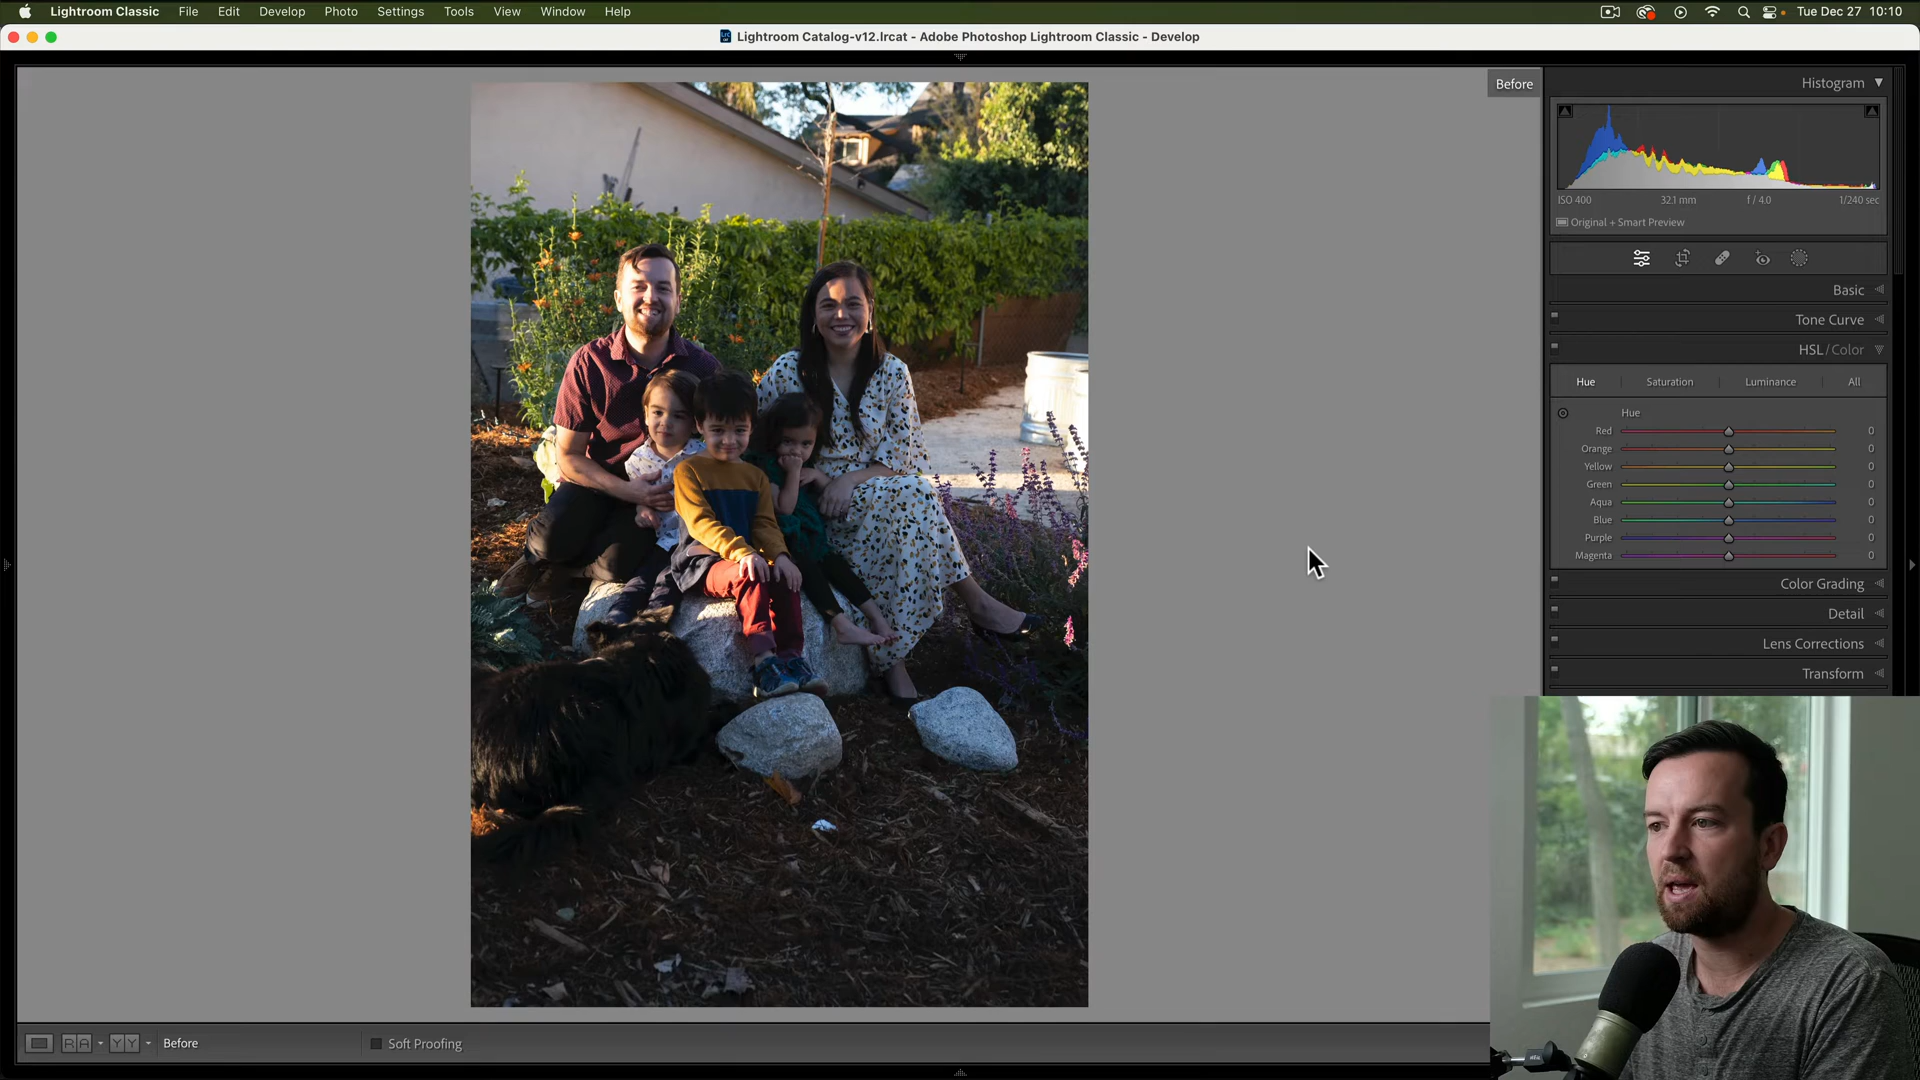 Lightroom Classic File Edit Develop Photo Settings Tools View Window Help Tue Dec 27 10:10
Lightroom Catalog-v12.lrcat - Adobe Photoshop Lightroom Classic - Develop
Before
Histogram
ISO 400 32.1 mm f / 4.0 1/240 sec
Original + Smart Preview
Basic
Tone Curve
HSL / Color
Hue Saturation Luminance All
Hue
Red 0
Orange 0
Yellow 0
Green 0
Aqua 0
Blue 0
Purple 0
Magenta 0
Color Grading
Detail
Lens Corrections
Transform
R A Y Y Before Soft Proofing